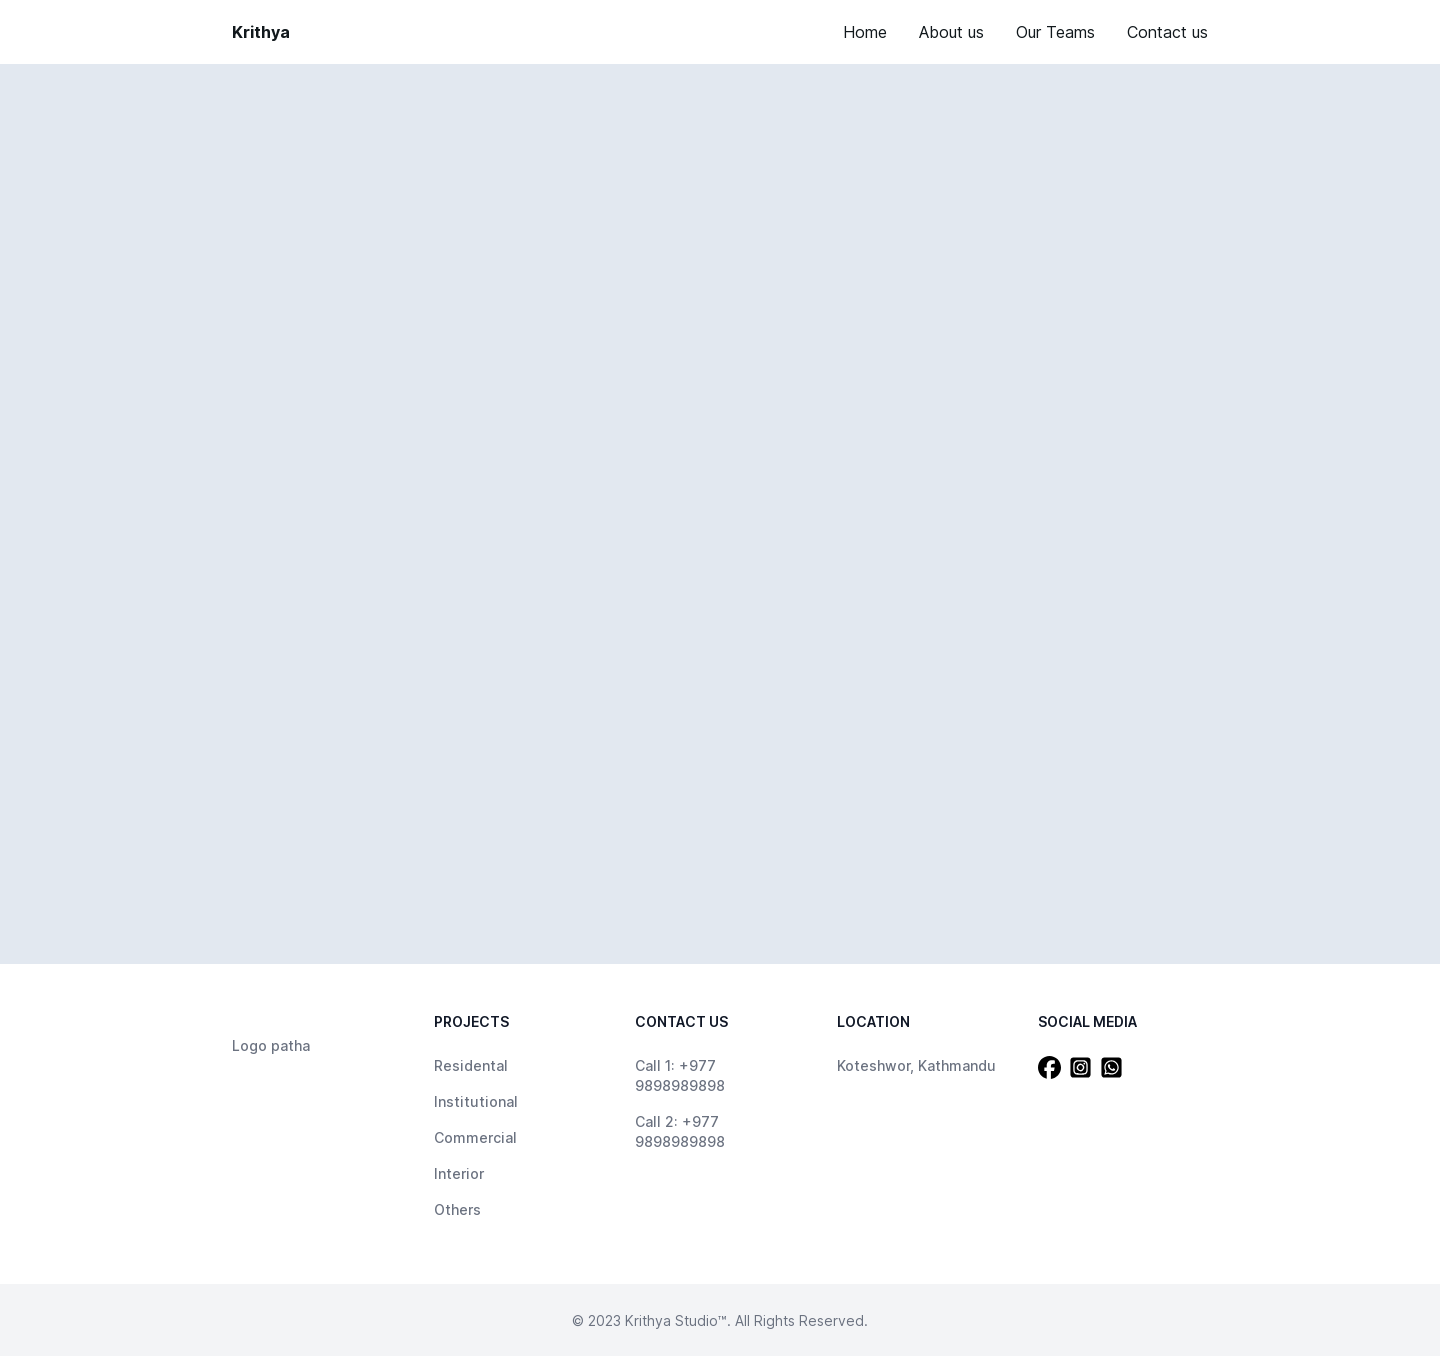 Krithya
Home
About us
Our Teams
Contact us
Logo patha
PROJECTS
Residental
Institutional
Commercial
Interior
Others
CONTACT US
Call 1: +977
9898989898
Call 2: +977
9898989898
LOCATION
Koteshwor, Kathmandu
SOCIAL MEDIA
© 2023 Krithya Studio™. All Rights Reserved.